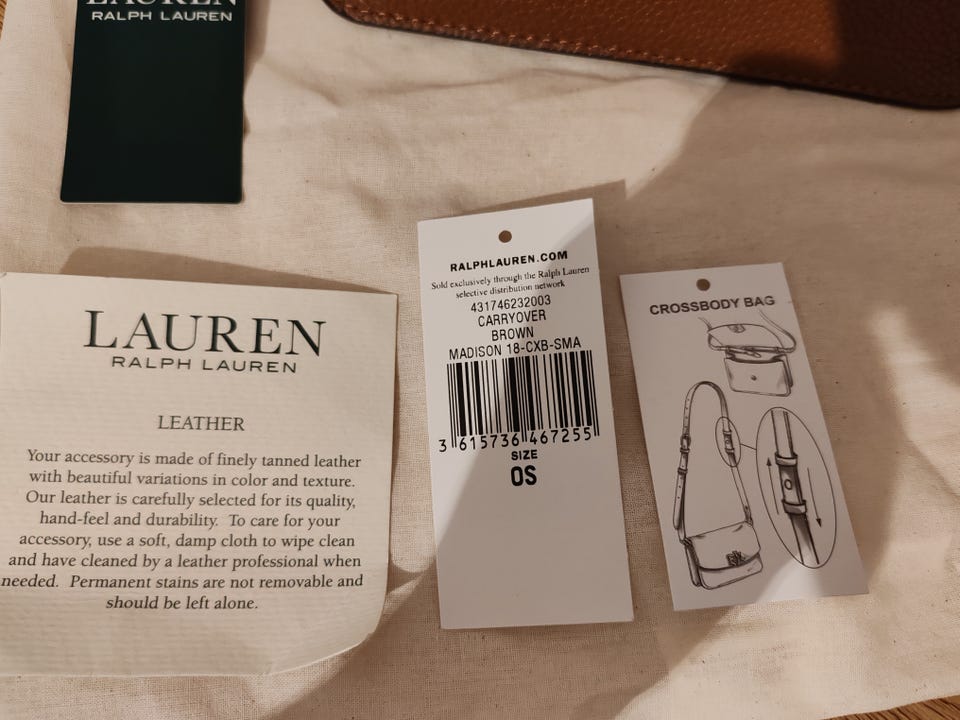 LAUREN
RALPH LAUREN
LAUREN
RALPH LAUREN
LEATHER
Your accessory is made of finely tanned leather
with beautiful variations in color and texture.
Our leather is carefully selected for its quality,
hand-feel and durability. To care for your
accessory, use a soft, damp cloth to wipe clean
and have cleaned by a leather professional when
needed. Permanent stains are not removable and
should be left alone.
RALPHLAUREN.COM
Sold exclusively through the Ralph Lauren
selective distribution network
431746232003
CARRYOVER
BROWN
MADISON 18-CXB-SMA
3 615736 467255
SIZE
OS
CROSSBODY BAG